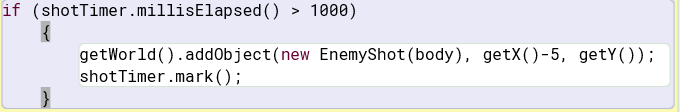 if (shotTimer.millisElapsed() > 1000)
{
getWorld().addObject(new EnemyShot(body), getX()-5, getY());
shotTimer.mark();
}